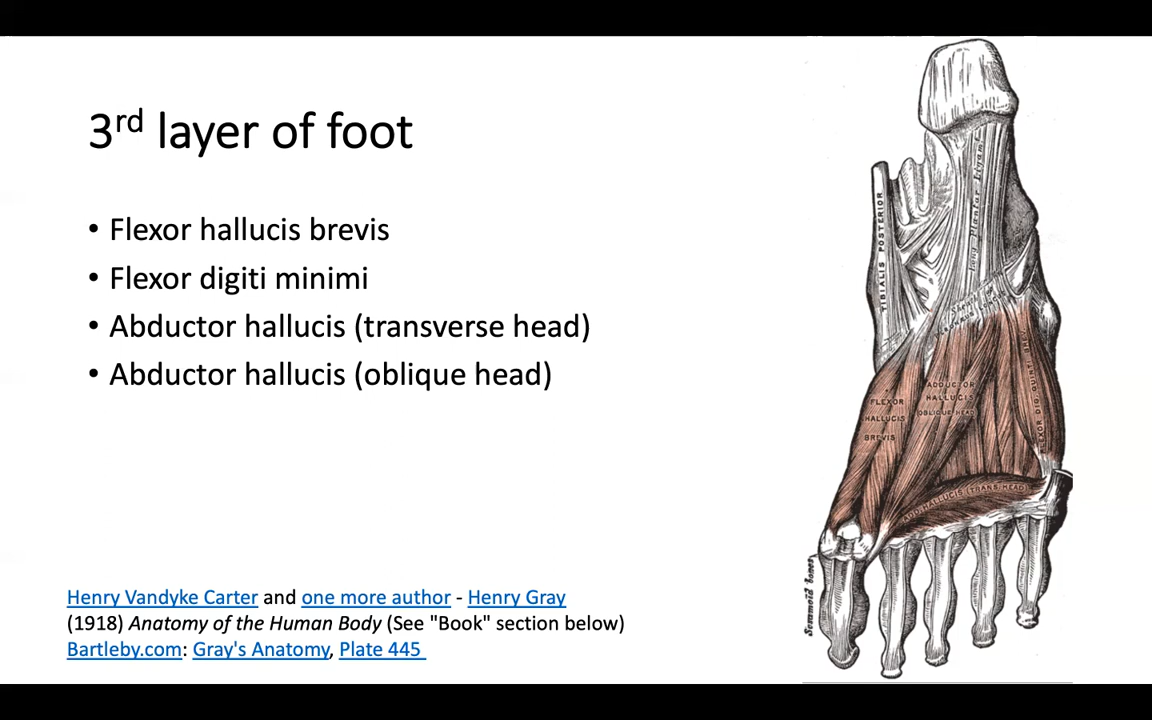 3rd layer of foot
• Flexor hallucis brevis
• Flexor digiti minimi
• Abductor hallucis (transverse head)
• Abductor hallucis (oblique head)
Henry Vandyke Carter and one more author - Henry Gray
(1918) Anatomy of the Human Body (See "Book" section below)
Bartleby.com: Gray's Anatomy, Plate 445
TIBIALIS POSTERIOR
Long Plantar Ligamt
FLEXOR
HALLUCIS
BREVIS
ADDUCTOR
HALLUCIS
OBLIQUE HEAD
FLEXOR DIG. QUINTI BRE
ADD. HALLUCIS (TRANS. HEAD)
Sesamoid bones